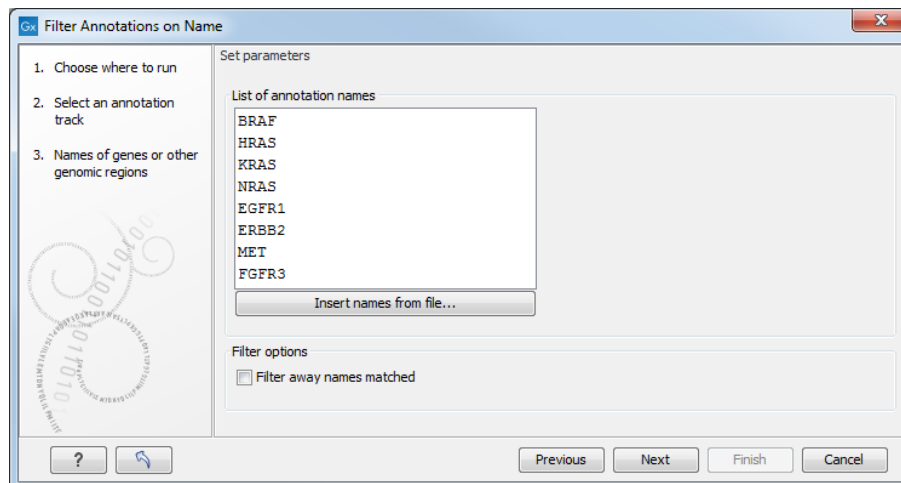 Gx Filter Annotations on Name
1. Choose where to run
2. Select an annotation
track
3. Names of genes or other
genomic regions
Set parameters
List of annotation names
BRAF
HRAS
KRAS
NRAS
EGFR1
ERBB2
MET
FGFR3
Insert names from file...
Filter options
Filter away names matched
?
Previous
Next
Finish
Cancel